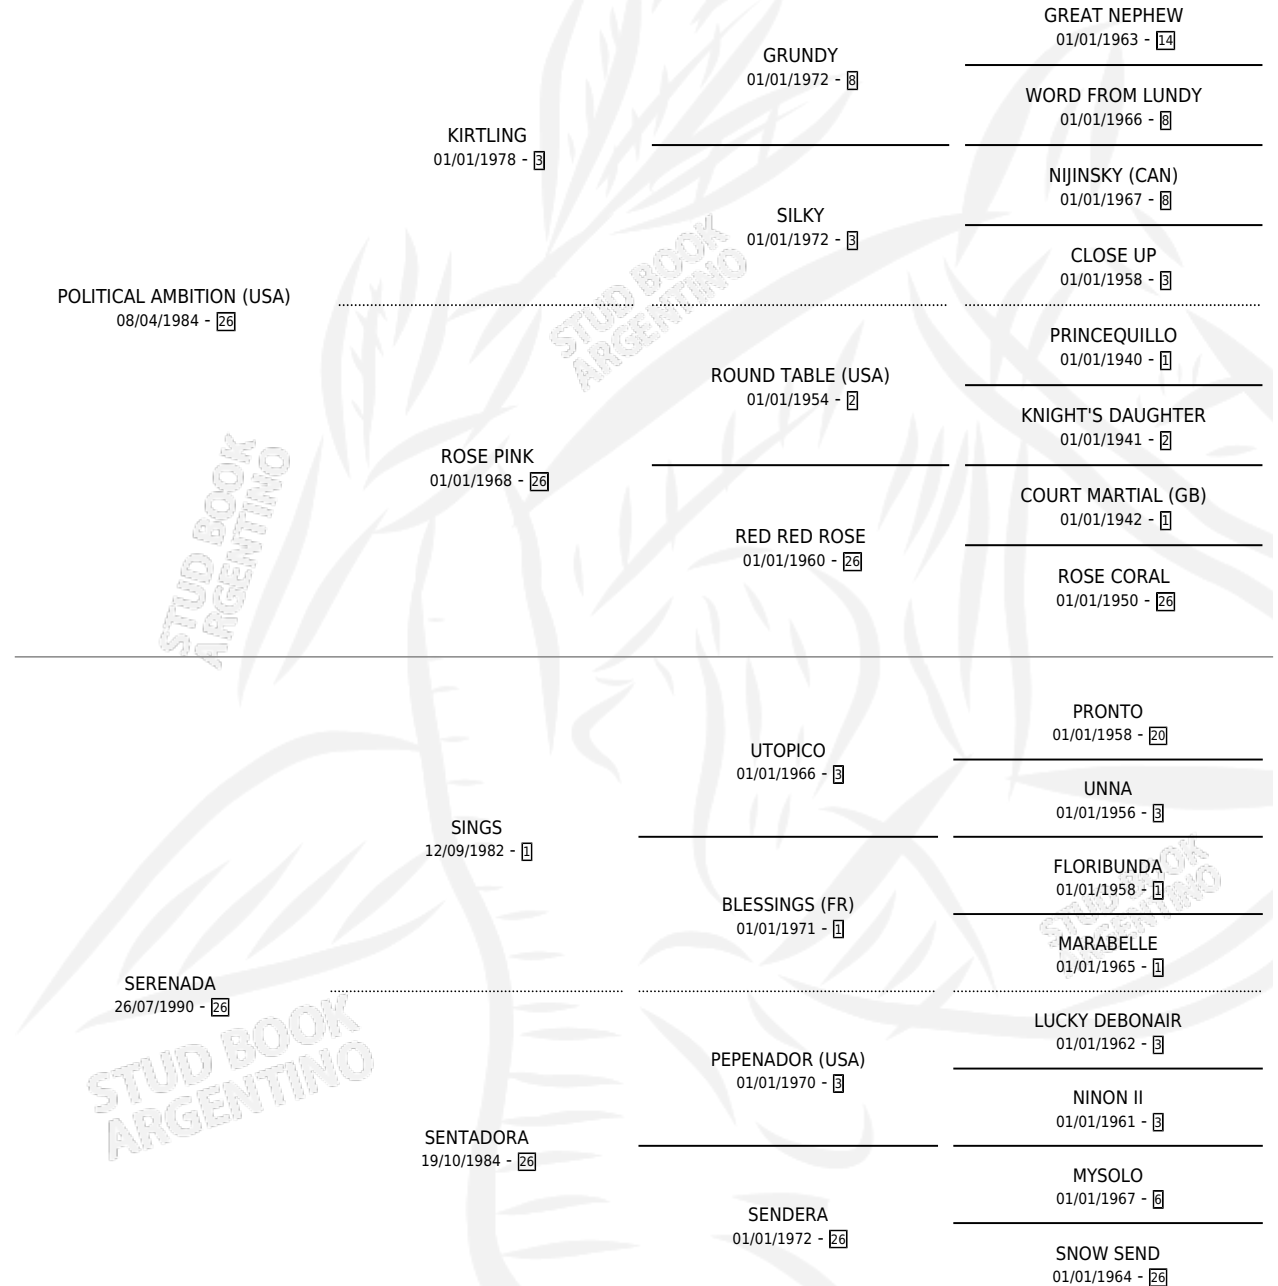 GREAT NEPHEW
01/01/1963 - 14
GRUNDY
01/01/1972 - 8
WORD FROM LUNDY
01/01/1966 - 8
KIRTLING
01/01/1978 - 3
NIJINSKY (CAN)
01/01/1967 - 8
SILKY
01/01/1972 - 3
CLOSE UP
01/01/1958 - 3
POLITICAL AMBITION (USA)
08/04/1984 - 26
PRINCEQUILLO
01/01/1940 - 1
ROUND TABLE (USA)
01/01/1954 - 2
KNIGHT'S DAUGHTER
01/01/1941 - 2
ROSE PINK
01/01/1968 - 26
COURT MARTIAL (GB)
01/01/1942 - 1
RED RED ROSE
01/01/1960 - 26
ROSE CORAL
01/01/1950 - 26
PRONTO
01/01/1958 - 20
UTOPICO
01/01/1966 - 3
UNNA
01/01/1956 - 3
SINGS
12/09/1982 - 1
FLORIBUNDA
01/01/1958 - 1
BLESSINGS (FR)
01/01/1971 - 1
MARABELLE
01/01/1965 - 1
SERENADA
26/07/1990 - 26
LUCKY DEBONAIR
01/01/1962 - 3
PEPENADOR (USA)
01/01/1970 - 3
NINON II
01/01/1961 - 3
SENTADORA
19/10/1984 - 26
MYSOLO
01/01/1967 - 6
SENDERA
01/01/1972 - 26
SNOW SEND
01/01/1964 - 26
STUD BOOK
ARGENTINO
STUD BOOK
ARGENTINO
STUD BOOK
ARGENTINO
STUD BOOK
ARGENTINO